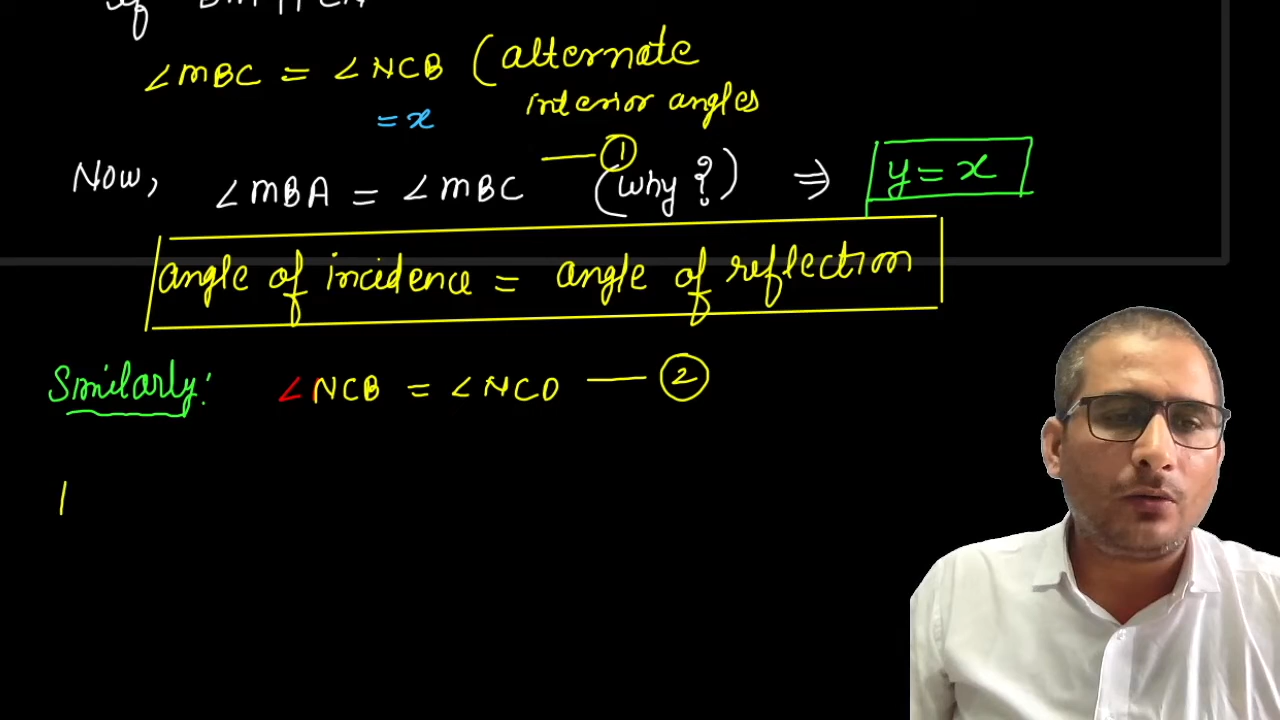 ∠MBC = ∠NCB (alternate
interior angles
= x
— ①
Now, ∠MBA = ∠MBC (Why?) ⇒ y = x
angle of incidence = angle of reflection
Similarly: ∠NCB = ∠NCD — ②